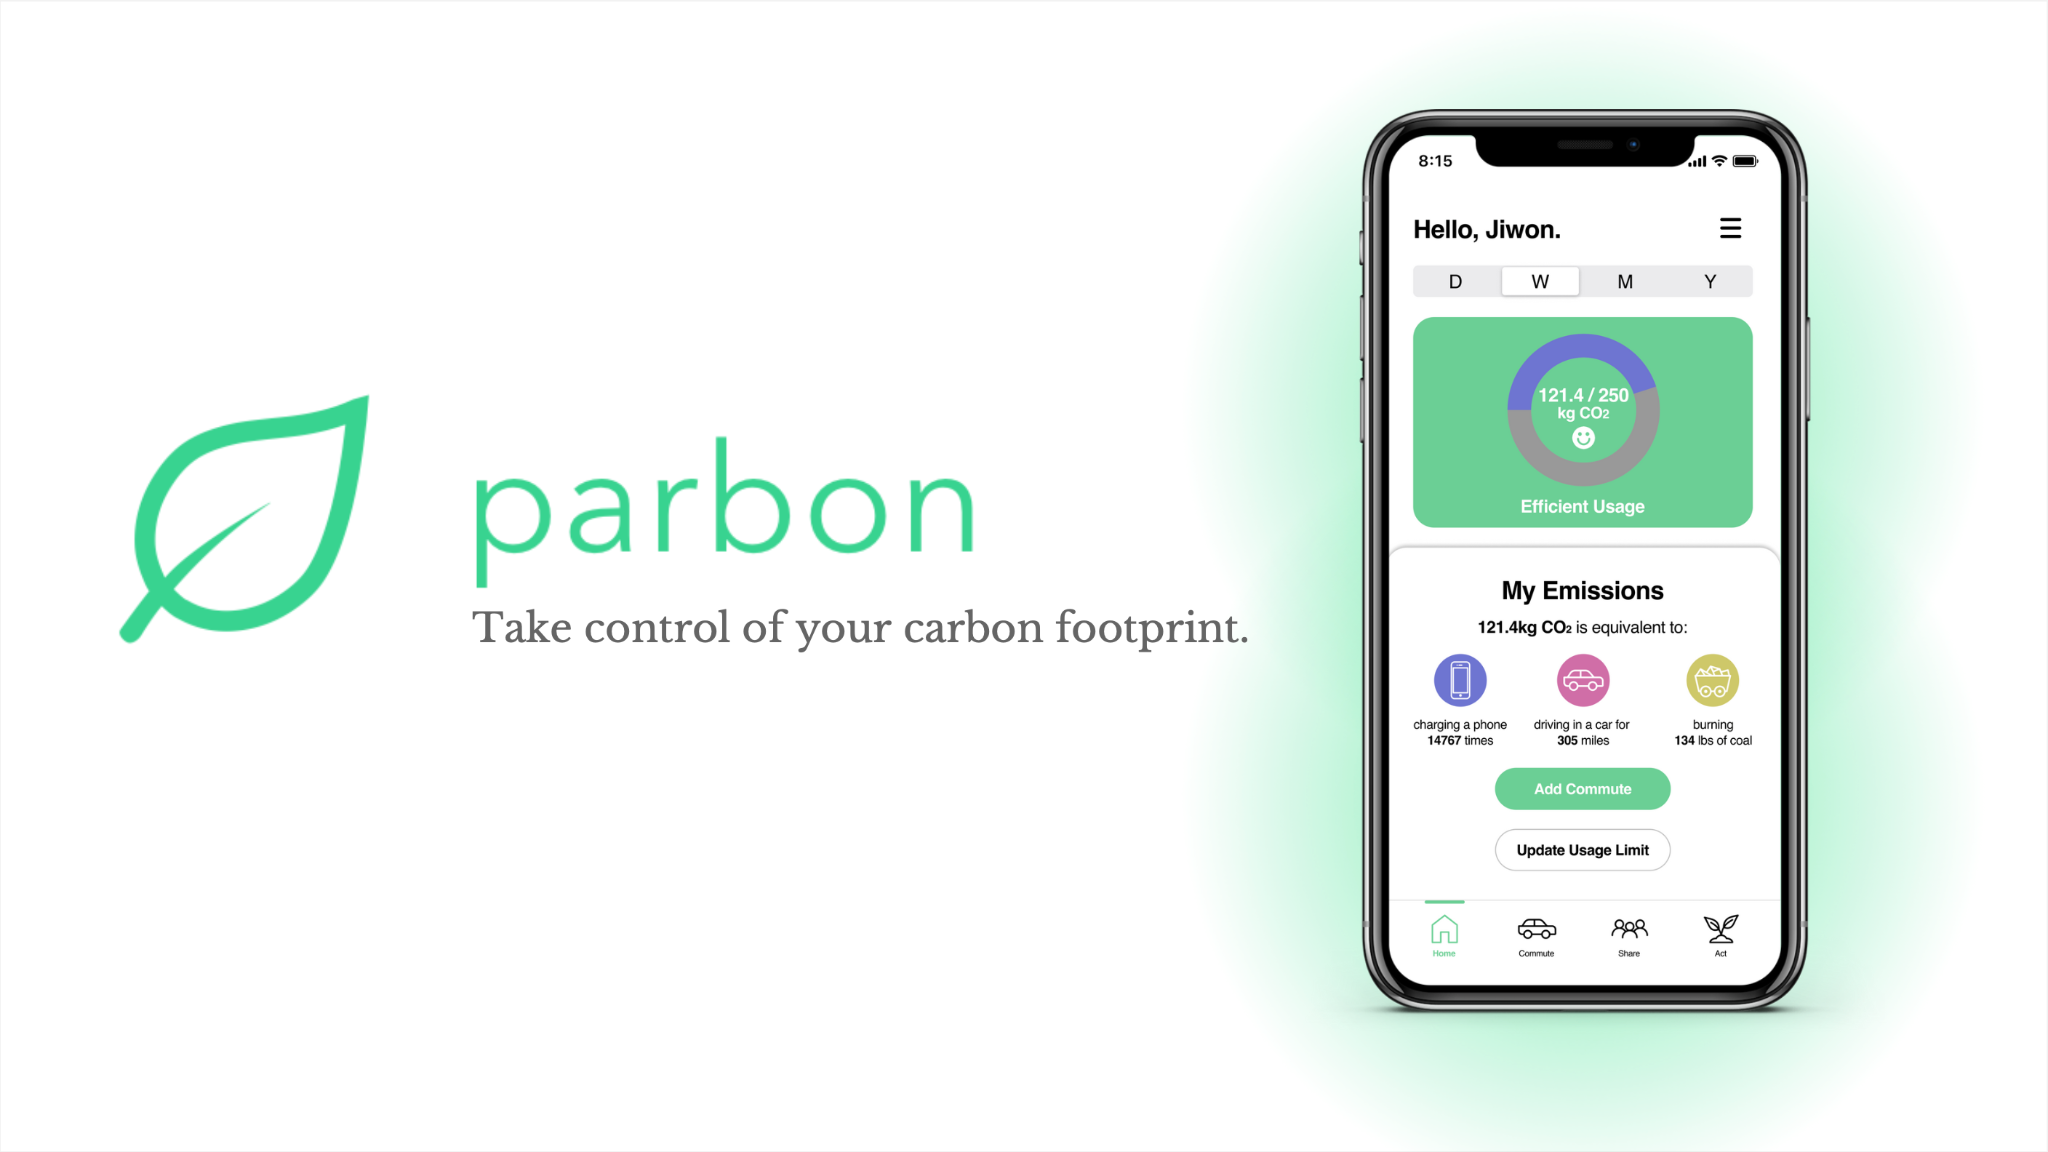 parbon
Take control of your carbon footprint.
8:15
Hello, Jiwon.
D W M Y
121.4 / 250
kg CO₂
Efficient Usage
My Emissions
121.4kg CO₂ is equivalent to:
charging a phone
14767 times
driving in a car for
305 miles
burning
134 lbs of coal
Add Commute
Update Usage Limit
Home Commute Share Act